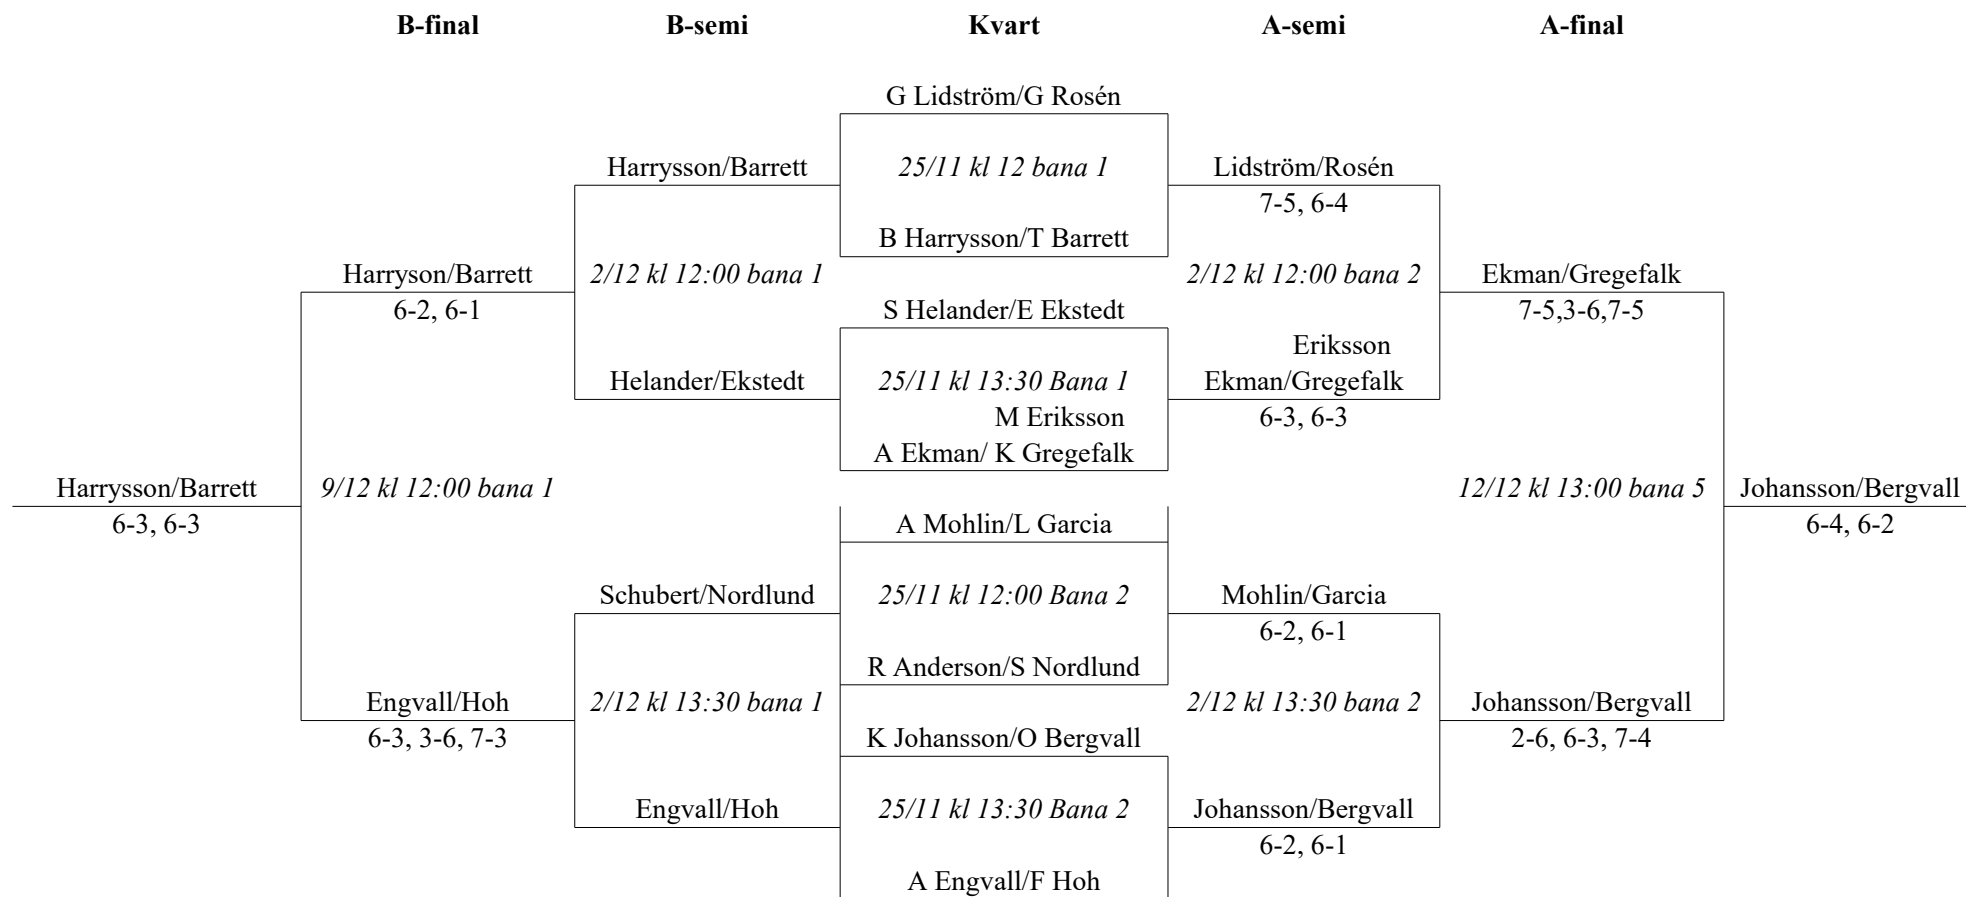 B-final B-semi Kvart A-semi A-final
G Lidström/G Rosén
Harrysson/Barrett 25/11 kl 12 bana 1 Lidström/Rosén
7-5, 6-4
B Harrysson/T Barrett
Harryson/Barrett 2/12 kl 12:00 bana 1 2/12 kl 12:00 bana 2 Ekman/Gregefalk
6-2, 6-1 S Helander/E Ekstedt 7-5,3-6,7-5
Eriksson
Helander/Ekstedt 25/11 kl 13:30 Bana 1 Ekman/Gregefalk
M Eriksson 6-3, 6-3
A Ekman/ K Gregefalk
Harrysson/Barrett 9/12 kl 12:00 bana 1 12/12 kl 13:00 bana 5 Johansson/Bergvall
6-3, 6-3 A Mohlin/L Garcia 6-4, 6-2
Schubert/Nordlund 25/11 kl 12:00 Bana 2 Mohlin/Garcia
6-2, 6-1
R Anderson/S Nordlund
Engvall/Hoh 2/12 kl 13:30 bana 1 2/12 kl 13:30 bana 2 Johansson/Bergvall
6-3, 3-6, 7-3 K Johansson/O Bergvall 2-6, 6-3, 7-4
Engvall/Hoh 25/11 kl 13:30 Bana 2 Johansson/Bergvall
6-2, 6-1
A Engvall/F Hoh